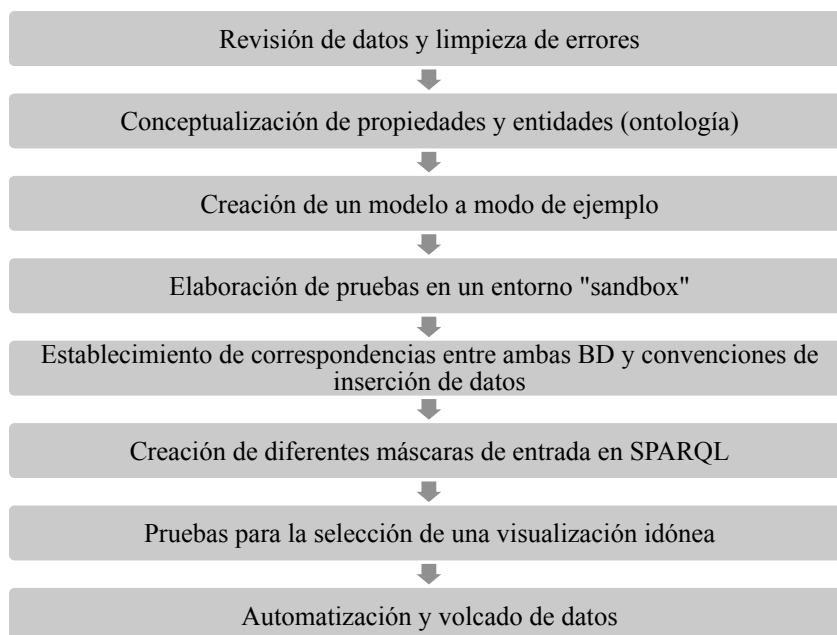 Revisión de datos y limpieza de errores
Conceptualización de propiedades y entidades (ontología)
Creación de un modelo a modo de ejemplo
Elaboración de pruebas en un entorno "sandbox"
Establecimiento de correspondencias entre ambas BD y convenciones de
inserción de datos
Creación de diferentes máscaras de entrada en SPARQL
Pruebas para la selección de una visualización idónea
Automatización y volcado de datos